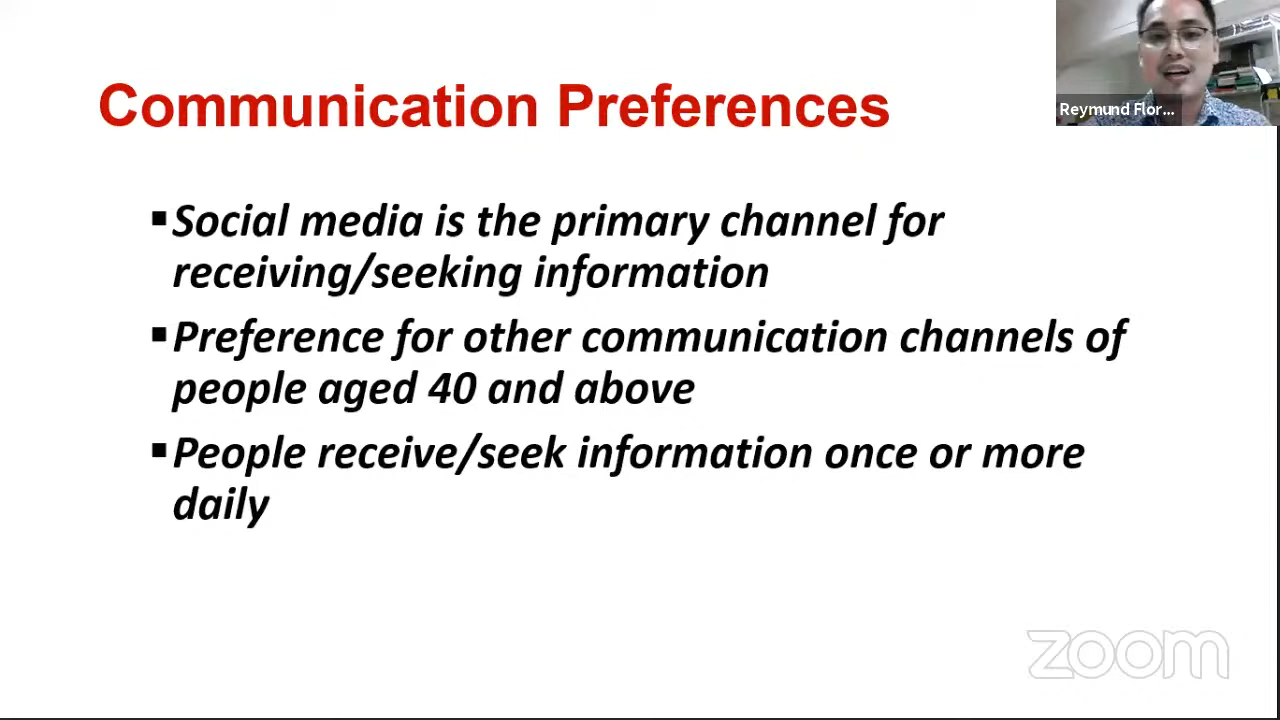 Communication Preferences
Reymund Flor...
▪Social media is the primary channel for
receiving/seeking information
▪Preference for other communication channels of
people aged 40 and above
▪People receive/seek information once or more
daily
zoom